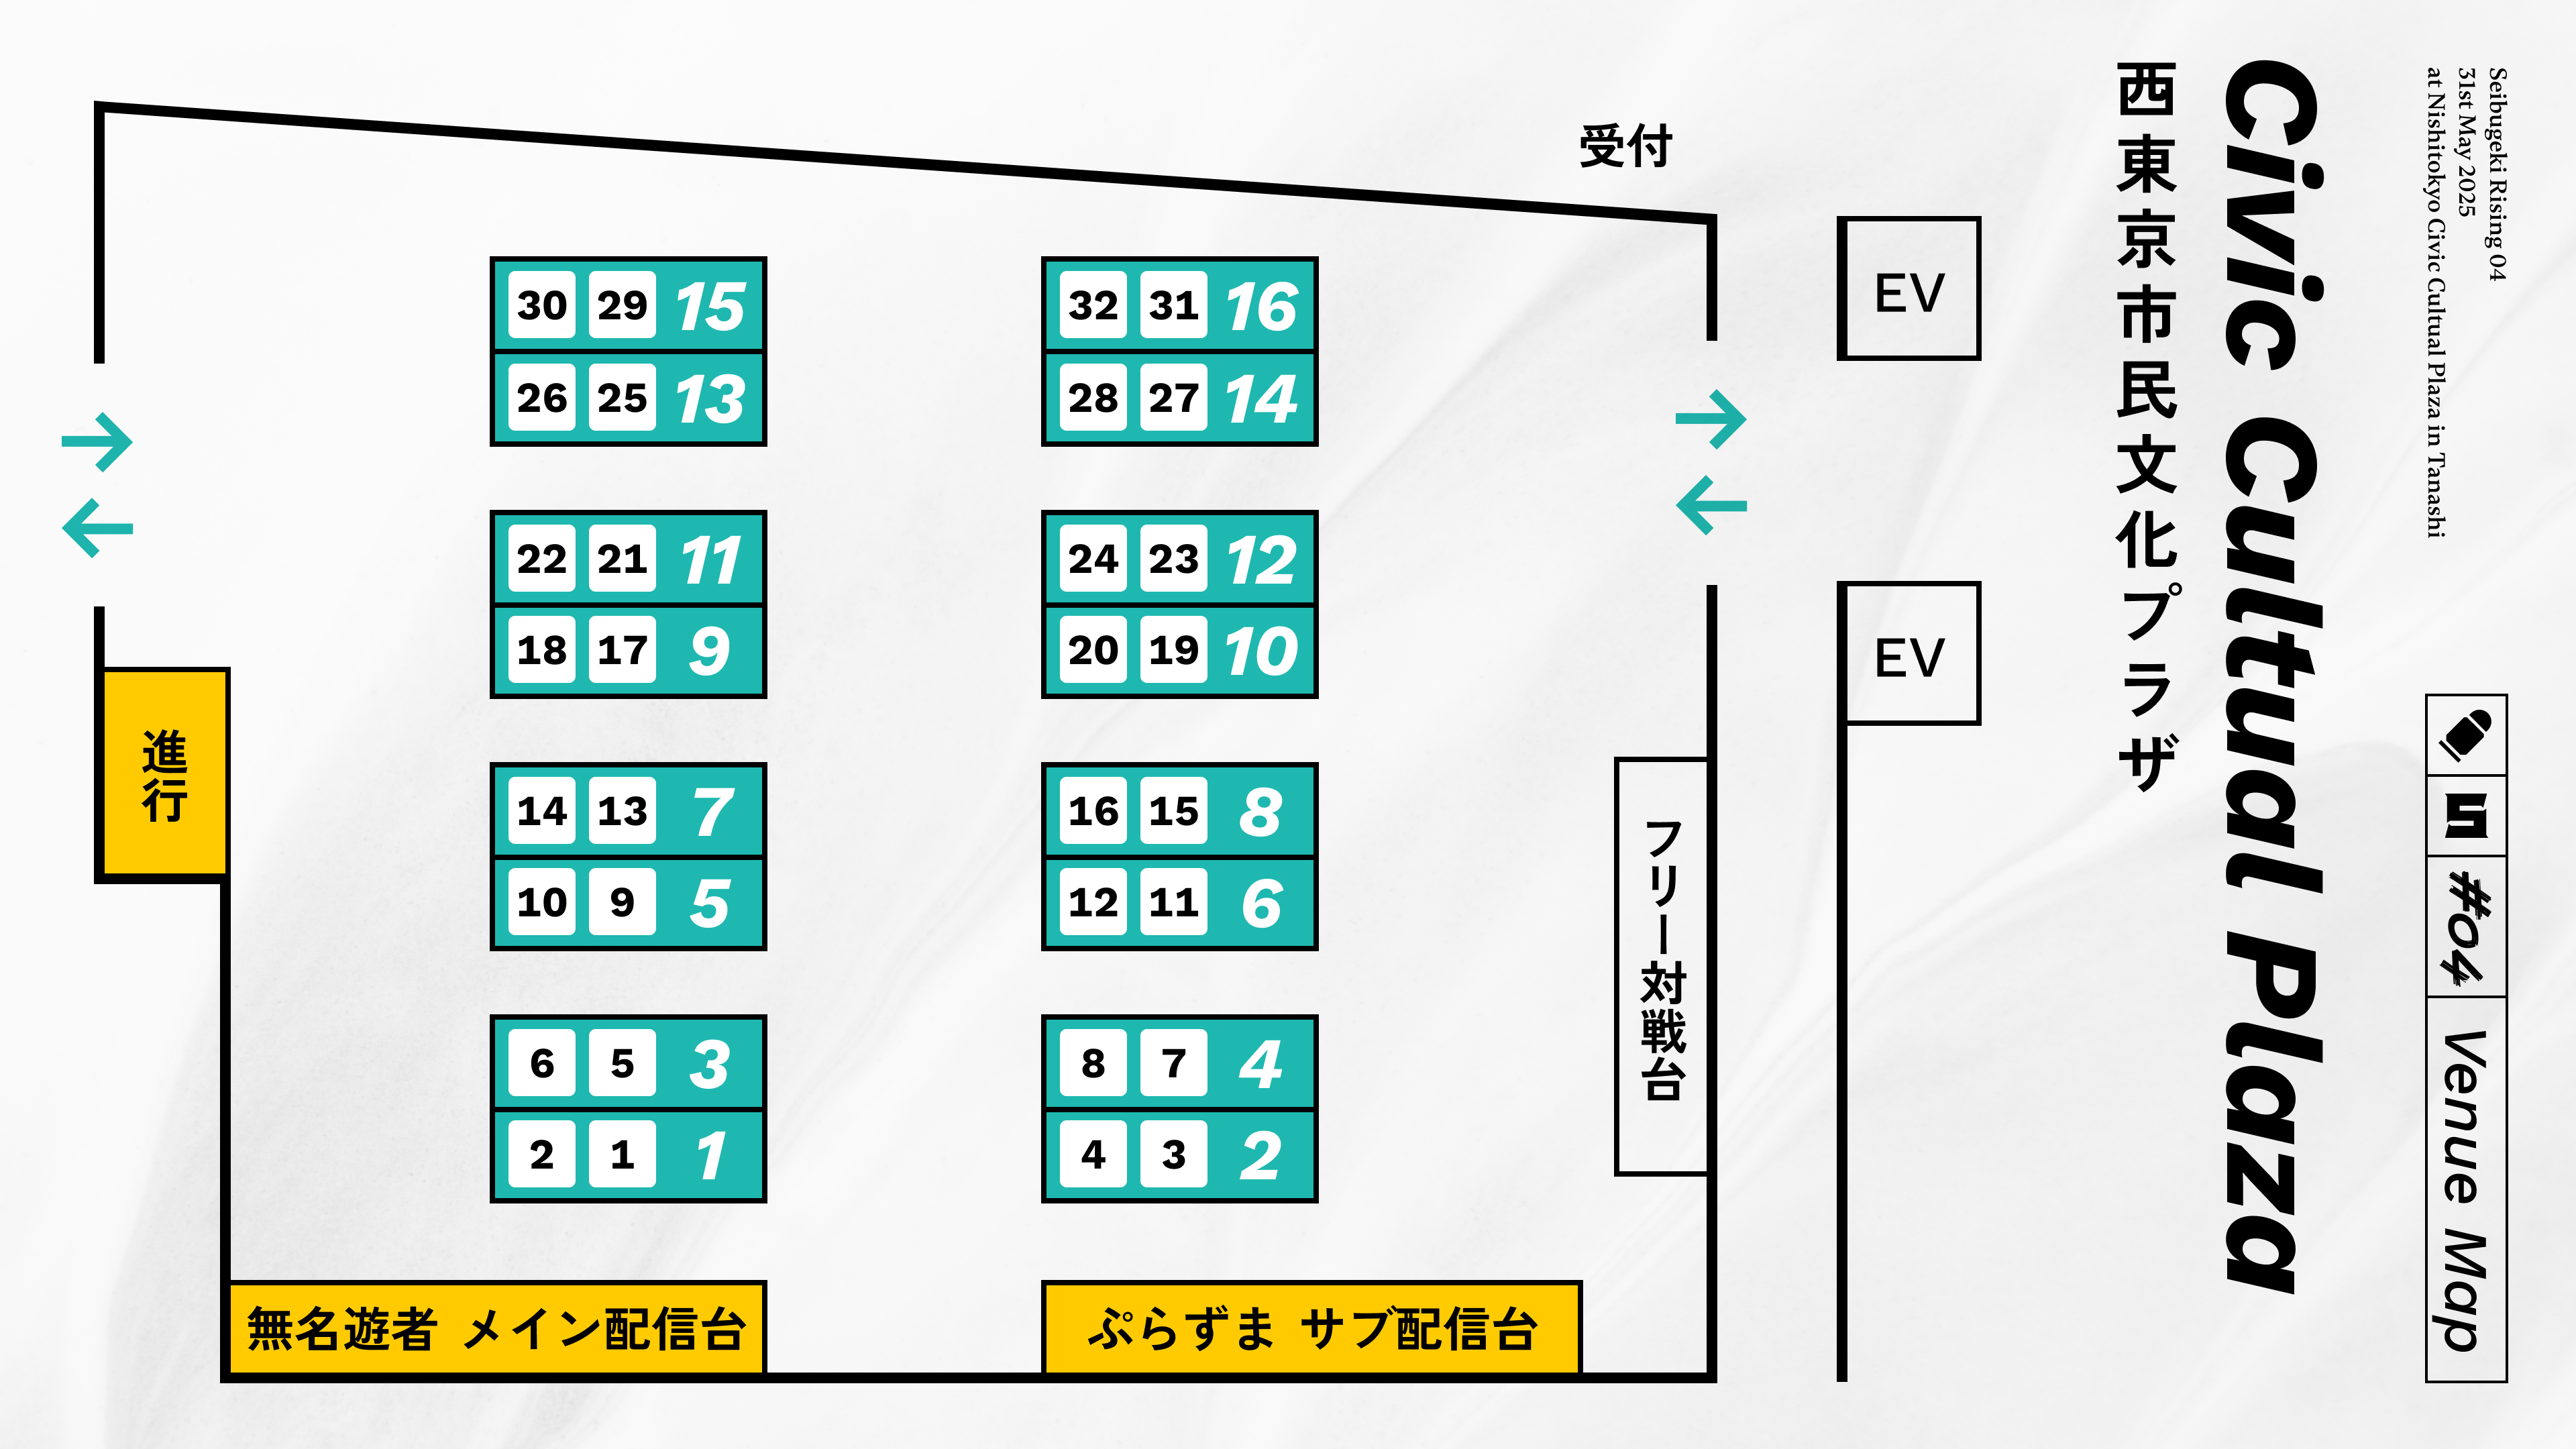 受付
30 29 15
26 25 13
32 31 16
28 27 14
22 21 11
18 17 9
24 23 12
20 19 10
14 13 7
10 9 5
16 15 8
12 11 6
6 5 3
2 1 1
8 7 4
4 3 2
進行
無名遊者 メイン配信台
ぷらずま サブ配信台
フリー対戦台
EV
EV
西東京市民文化プラザ
Civic Cultual Plaza
Seibugeki Rising 04
31st May 2025
at Nishitokyo Civic Cultual Plaza in Tanashi
#04
Venue Map